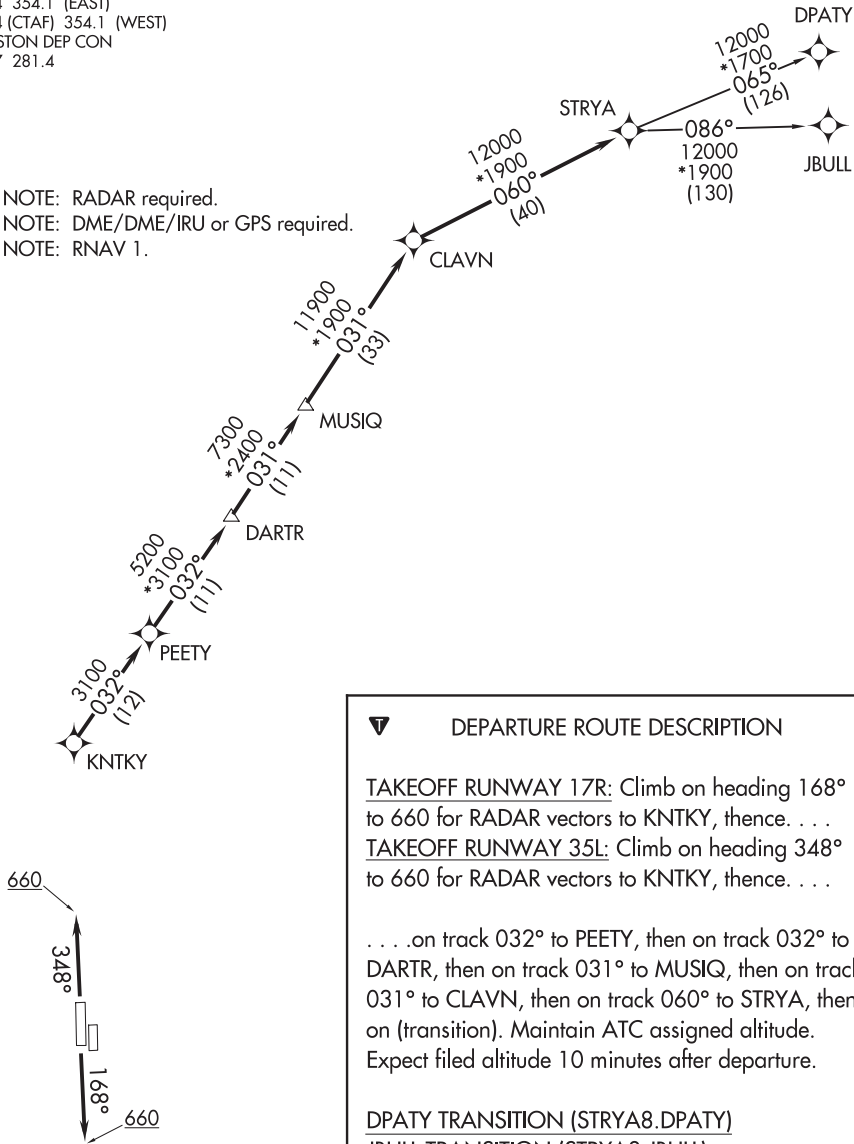 354.1 (EAST)
(CTAF) 354.1 (WEST)
STON DEP CON
281.4
DPATY
12000
*1700
065°
(126)
STRYA
086°
12000
*1900
(130)
JBULL
12000
*1900
060°
(40)
NOTE: RADAR required.
NOTE: DME/DME/IRU or GPS required.
NOTE: RNAV 1.
CLAVN
11900
*1900
031°
(33)
MUSIQ
7300
*2400
031°
(11)
DARTR
5200
*3100
032°
(11)
PEETY
3100
032°
(12)
KNTKY
T DEPARTURE ROUTE DESCRIPTION
TAKEOFF RUNWAY 17R: Climb on heading 168°
to 660 for RADAR vectors to KNTKY, thence. . . .
TAKEOFF RUNWAY 35L: Climb on heading 348°
to 660 for RADAR vectors to KNTKY, thence. . . .
. . . .on track 032° to PEETY, then on track 032° to
DARTR, then on track 031° to MUSIQ, then on track
031° to CLAVN, then on track 060° to STRYA, then
on (transition). Maintain ATC assigned altitude.
Expect filed altitude 10 minutes after departure.
DPATY TRANSITION (STRYA8.DPATY)
JBULL TRANSITION (STRYA8.JBULL)
660
348°
168°
660